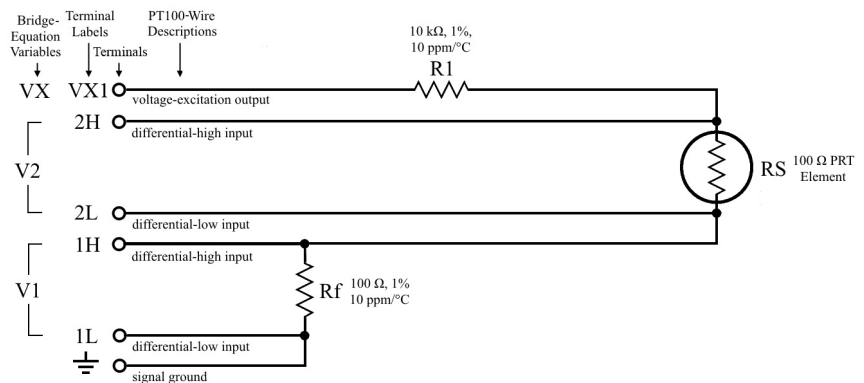 Bridge-
Equation
Variables
Terminal
Labels
Terminals
PT100-Wire
Descriptions
10 kΩ, 1%,
10 ppm/°C
R1
VX
VX1
voltage-excitation output
2H
differential-high input
V2
RS
100 Ω PRT
Element
2L
differential-low input
1H
differential-high input
V1
Rf
100 Ω, 1%
10 ppm/°C
1L
differential-low input
signal ground